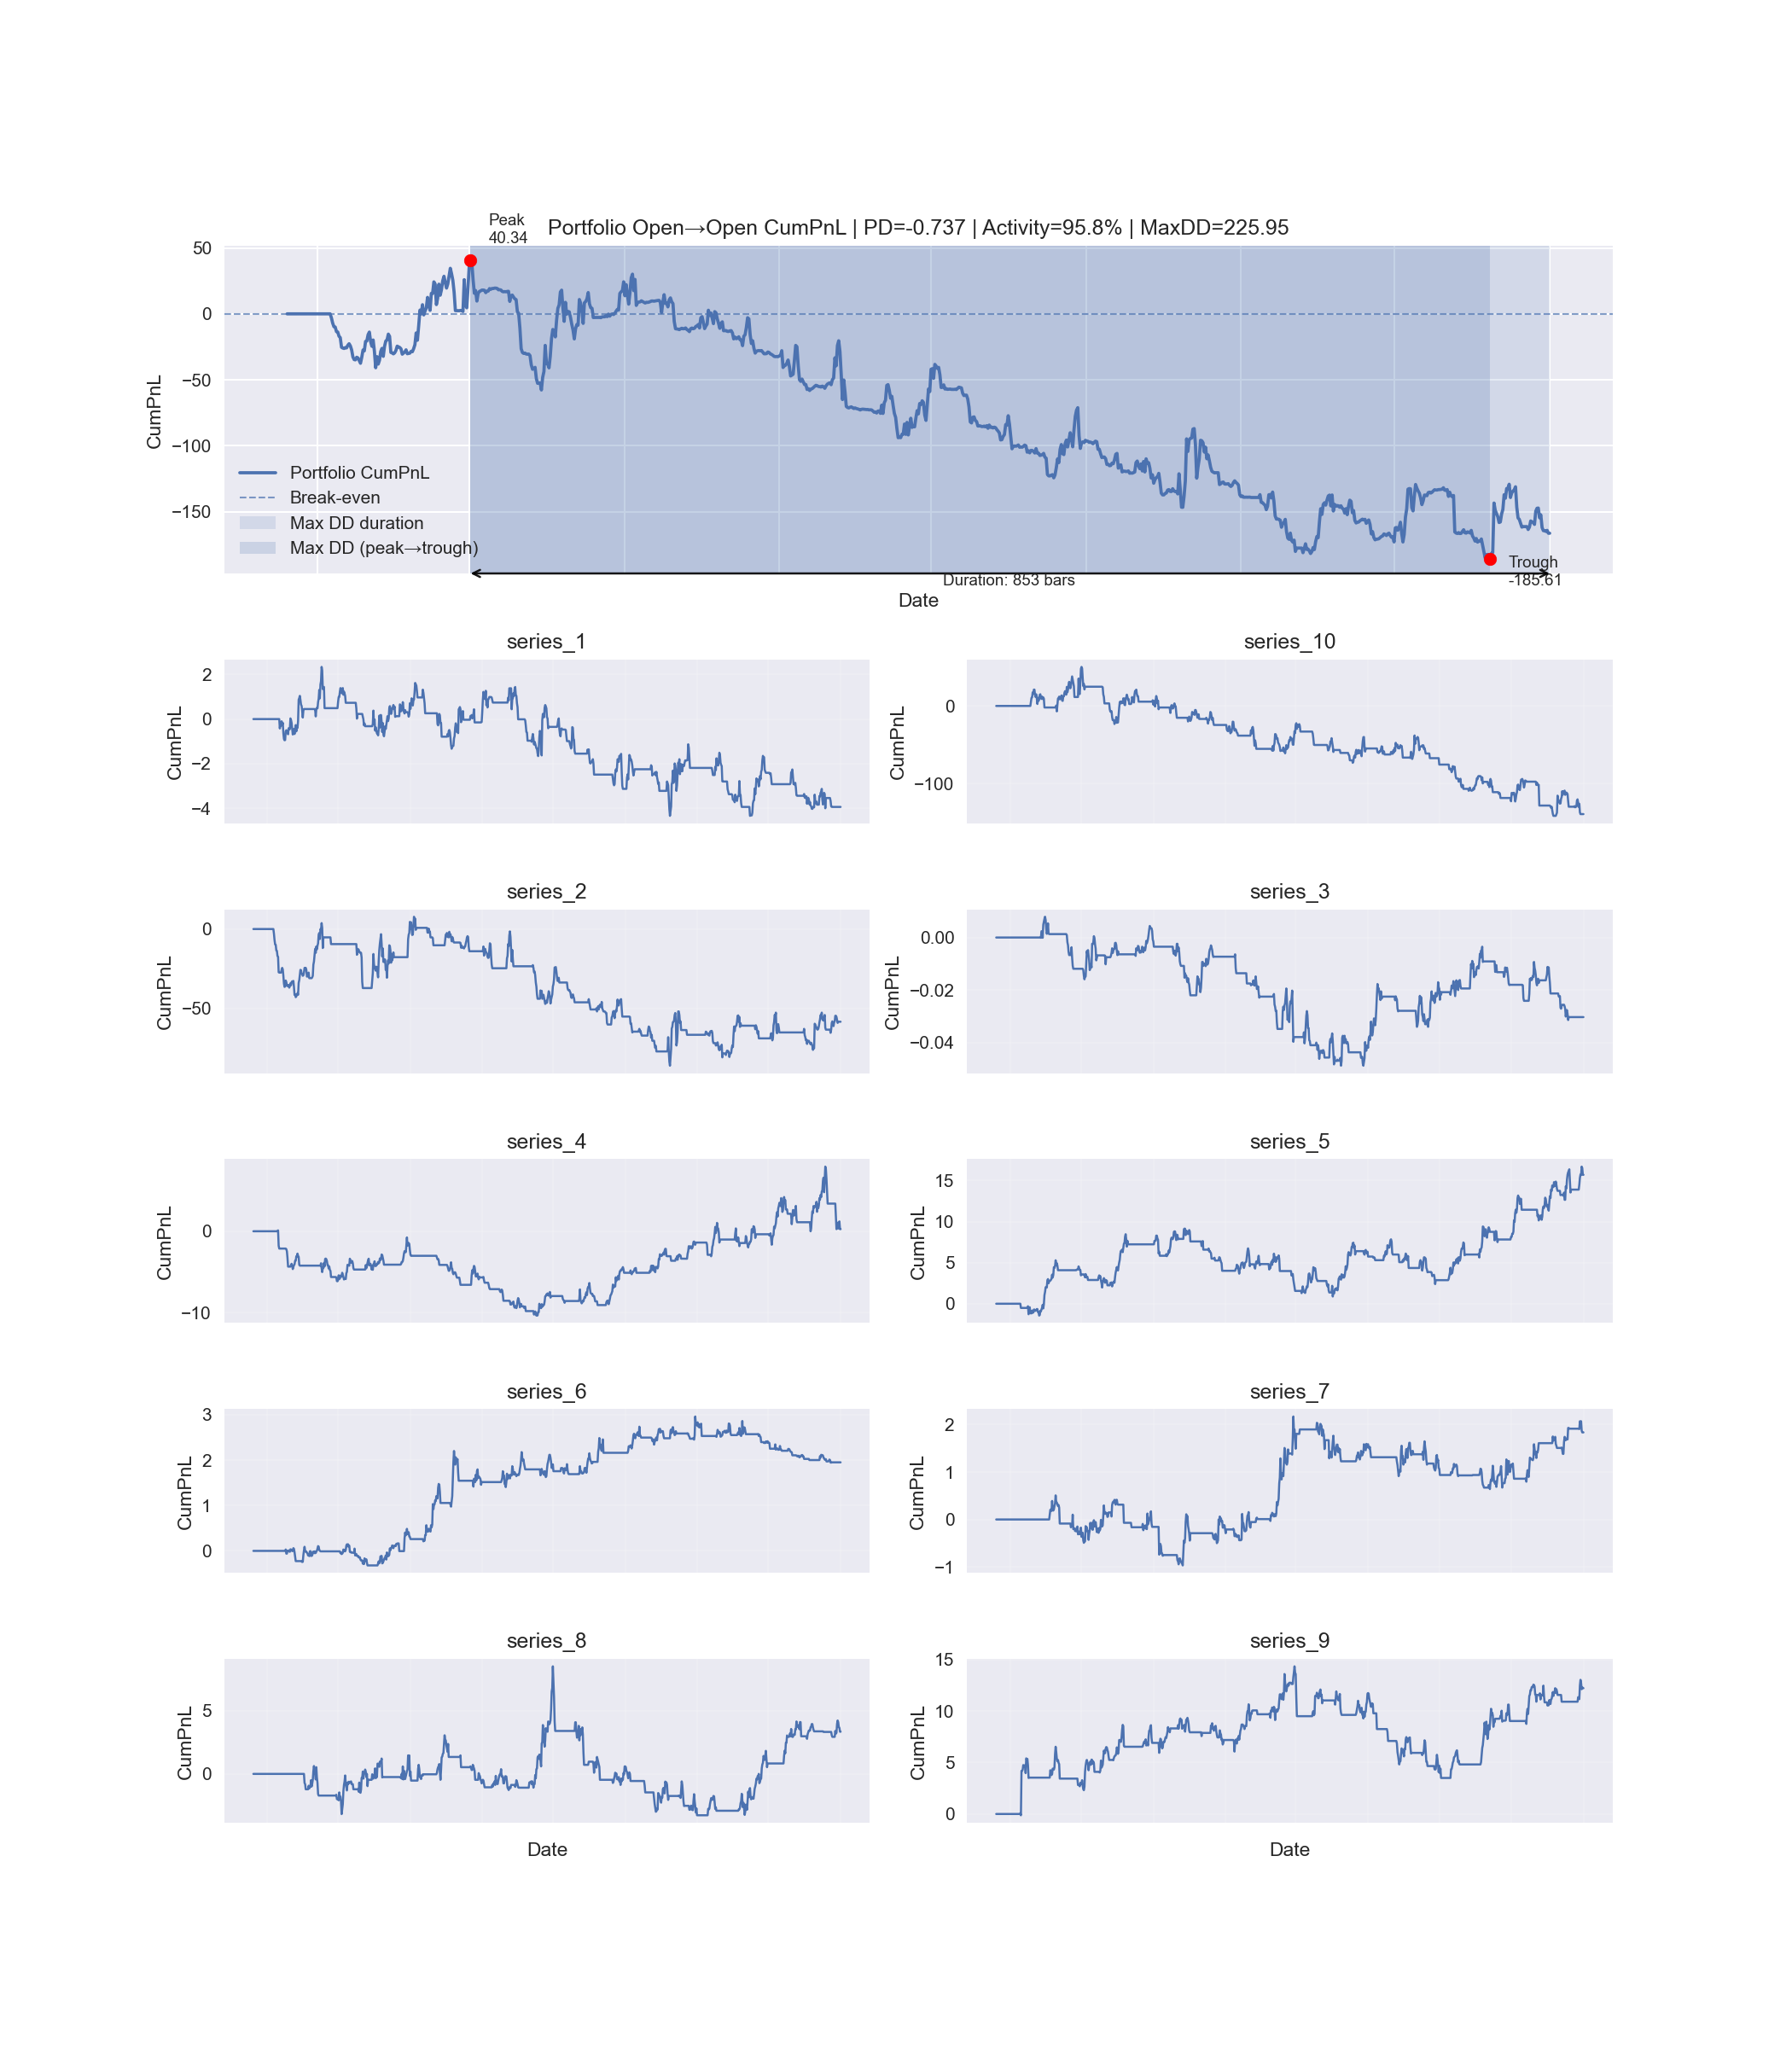 Peak
40.34
Portfolio Open→Open CumPnL | PD=-0.737 | Activity=95.8% | MaxDD=225.95
50
0
−50
−100
−150
CumPnL
Portfolio CumPnL
Break-even
Max DD duration
Max DD (peak→trough)
Trough
-185.61
Duration: 853 bars
Date
series_1
2
0
−2
−4
CumPnL
series_10
0
−100
CumPnL
series_2
0
−50
CumPnL
series_3
0.00
−0.02
−0.04
CumPnL
series_4
0
−10
CumPnL
series_5
15
10
5
0
CumPnL
series_6
3
2
1
0
CumPnL
series_7
2
1
0
−1
CumPnL
series_8
5
0
CumPnL
Date
series_9
15
10
5
0
CumPnL
Date